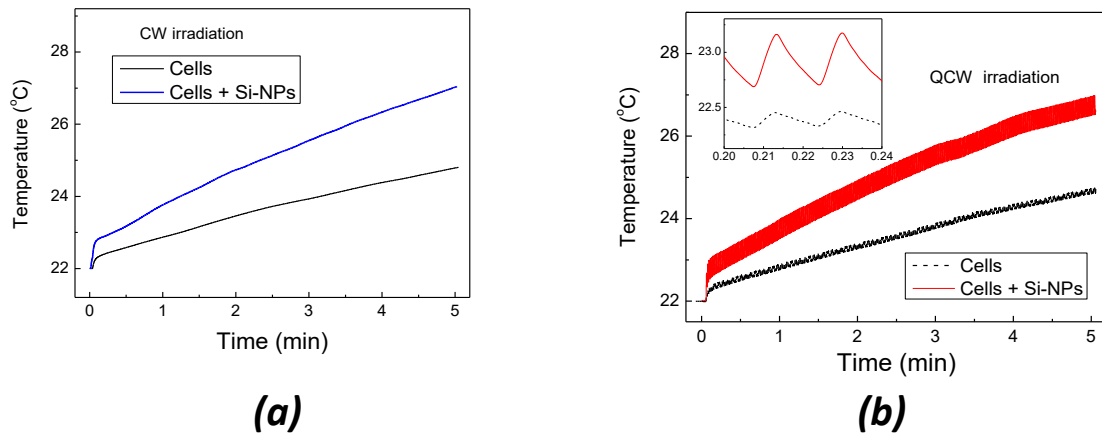 CW irradiation
Cells
Cells + Si-NPs
28
26
24
22
Temperature (°C)
0 1 2 3 4 5
Time (min)
(a)
QCW irradiation
23.0
22.5
0.20 0.21 0.22 0.23 0.24
Cells
Cells + Si-NPs
28
26
24
22
Temperature (°C)
0 1 2 3 4 5
Time (min)
(b)